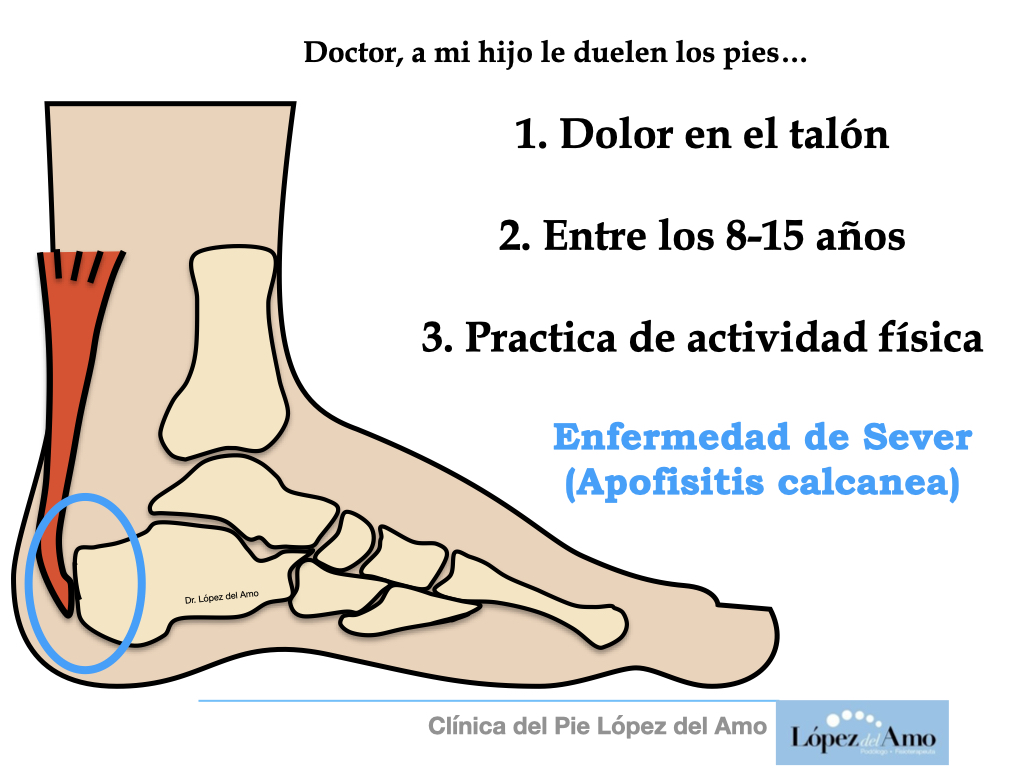 Doctor, a mi hijo le duelen los pies…
1. Dolor en el talón
2. Entre los 8-15 años
3. Practica de actividad física
Enfermedad de Sever
(Apofisitis calcanea)
Dr. López del Amo
Clínica del Pie López del Amo
López del Amo
Podólogo • Fisioterapeuta